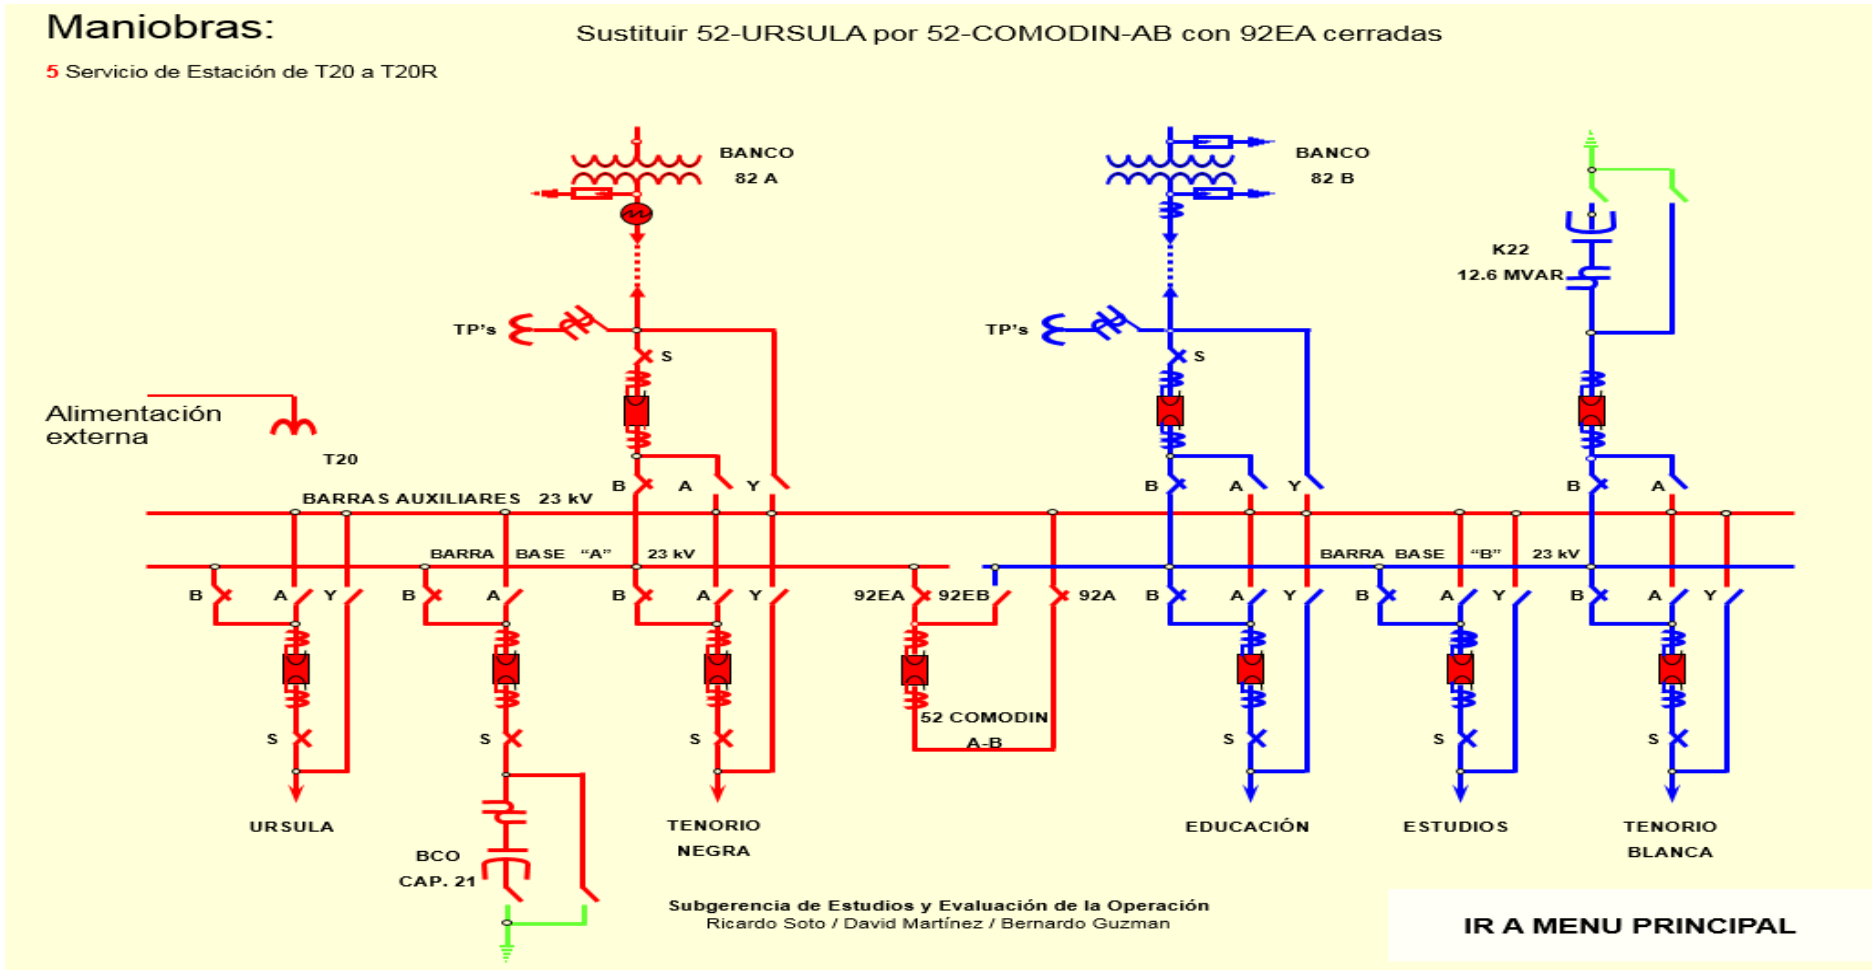 Maniobras:
Sustituir 52-URSULA por 52-COMODIN-AB con 92EA cerradas
5 Servicio de Estación de T20 a T20R
BANCO
82 A
BANCO
82 B
K22
12.6 MVAR
TP's
TP's
S
S
Alimentación
externa
T20
B
A
Y
B
A
Y
B
A
BARRAS AUXILIARES 23 kV
BARRA BASE "A" 23 kV
BARRA BASE "B" 23 kV
B
A
Y
B
A
B
A
Y
92EA
92EB
92A
B
A
Y
B
A
Y
B
A
Y
52 COMODIN
A-B
S
S
S
S
S
S
URSULA
BCO
CAP. 21
TENORIO
NEGRA
EDUCACIÓN
ESTUDIOS
TENORIO
BLANCA
Subgerencia de Estudios y Evaluación de la Operación
Ricardo Soto / David Martínez / Bernardo Guzman
IR A MENU PRINCIPAL